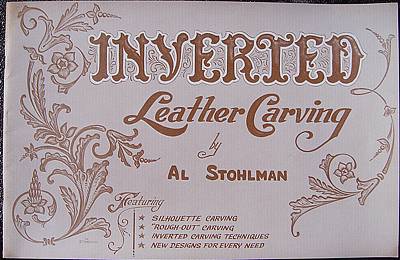 INVERTED
Leather Carving
by
AL STOHLMAN
Featuring
★ SILHOUETTE CARVING
★ "ROUGH-OUT" CARVING
★ INVERTED CARVING TECHNIQUES
★ NEW DESIGNS FOR EVERY NEED